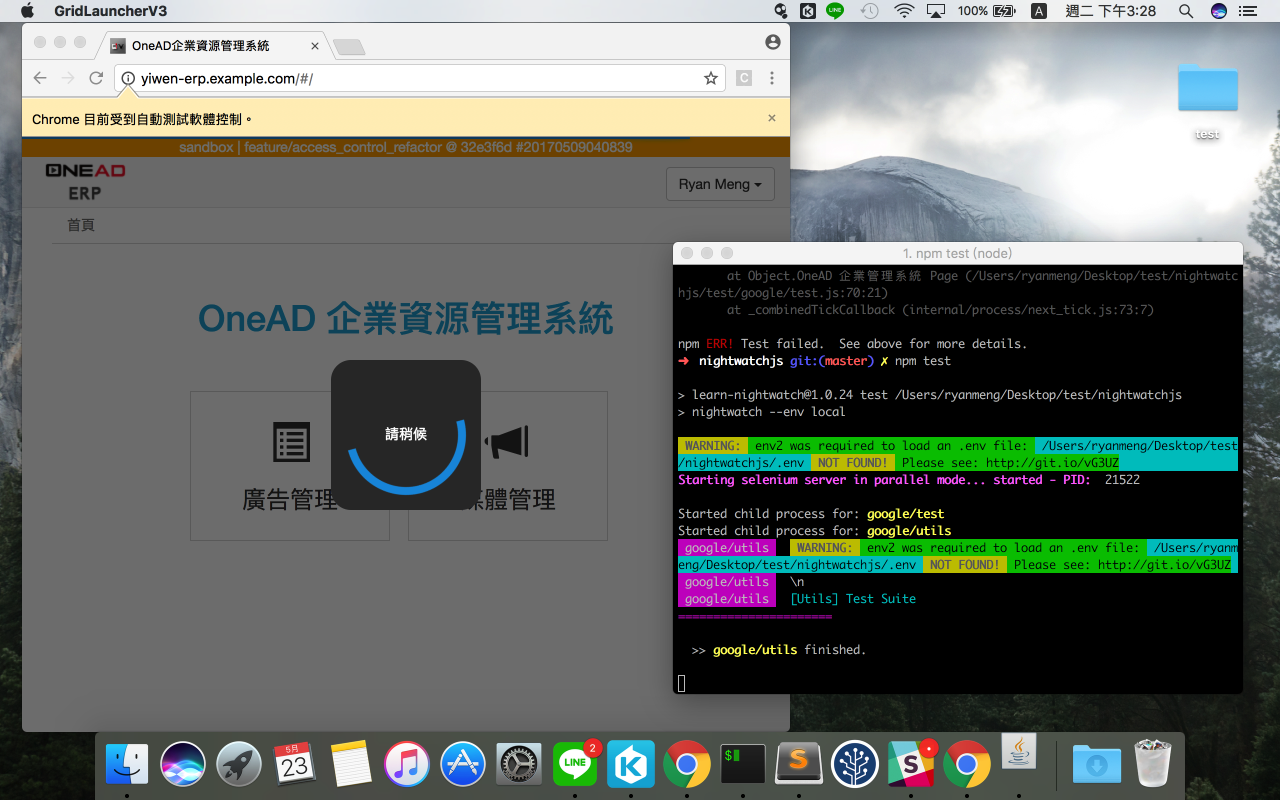 GridLauncherV3
100%
A
週二 下午3:28
OneAD企業資源管理系統
yiwen-erp.example.com/#/
C
Chrome 目前受到自動測試軟體控制。
sandbox | feature/access_control_refactor @ 32e3f6d #20170509040839
ONEAD
ERP
Ryan Meng
首頁
OneAD 企業資源管理系統
請稍候
廣告管理
媒體管理
test
1. npm test (node)
at Object.OneAD 企業管理系統 Page (/Users/ryanmeng/Desktop/test/nightwatc
hjs/test/google/test.js:70:21)
at _combinedTickCallback (internal/process/next_tick.js:73:7)
npm ERR! Test failed.  See above for more details.
➜  nightwatchjs git:(master) ✗ npm test
> learn-nightwatch@1.0.24 test /Users/ryanmeng/Desktop/test/nightwatchjs
> nightwatch --env local
WARNING:  env2 was required to load an .env file:  /Users/ryanmeng/Desktop/test
/nightwatchjs/.env  NOT FOUND!  Please see: http://git.io/vG3UZ
Starting selenium server in parallel mode... started - PID:  21522
Started child process for: google/test
Started child process for: google/utils
google/utils   WARNING:  env2 was required to load an .env file:  /Users/ryanm
eng/Desktop/test/nightwatchjs/.env  NOT FOUND!  Please see: http://git.io/vG3UZ
google/utils   \n
google/utils   [Utils] Test Suite
======================
>> google/utils finished.
5月
23
LINE
2
$
S
S